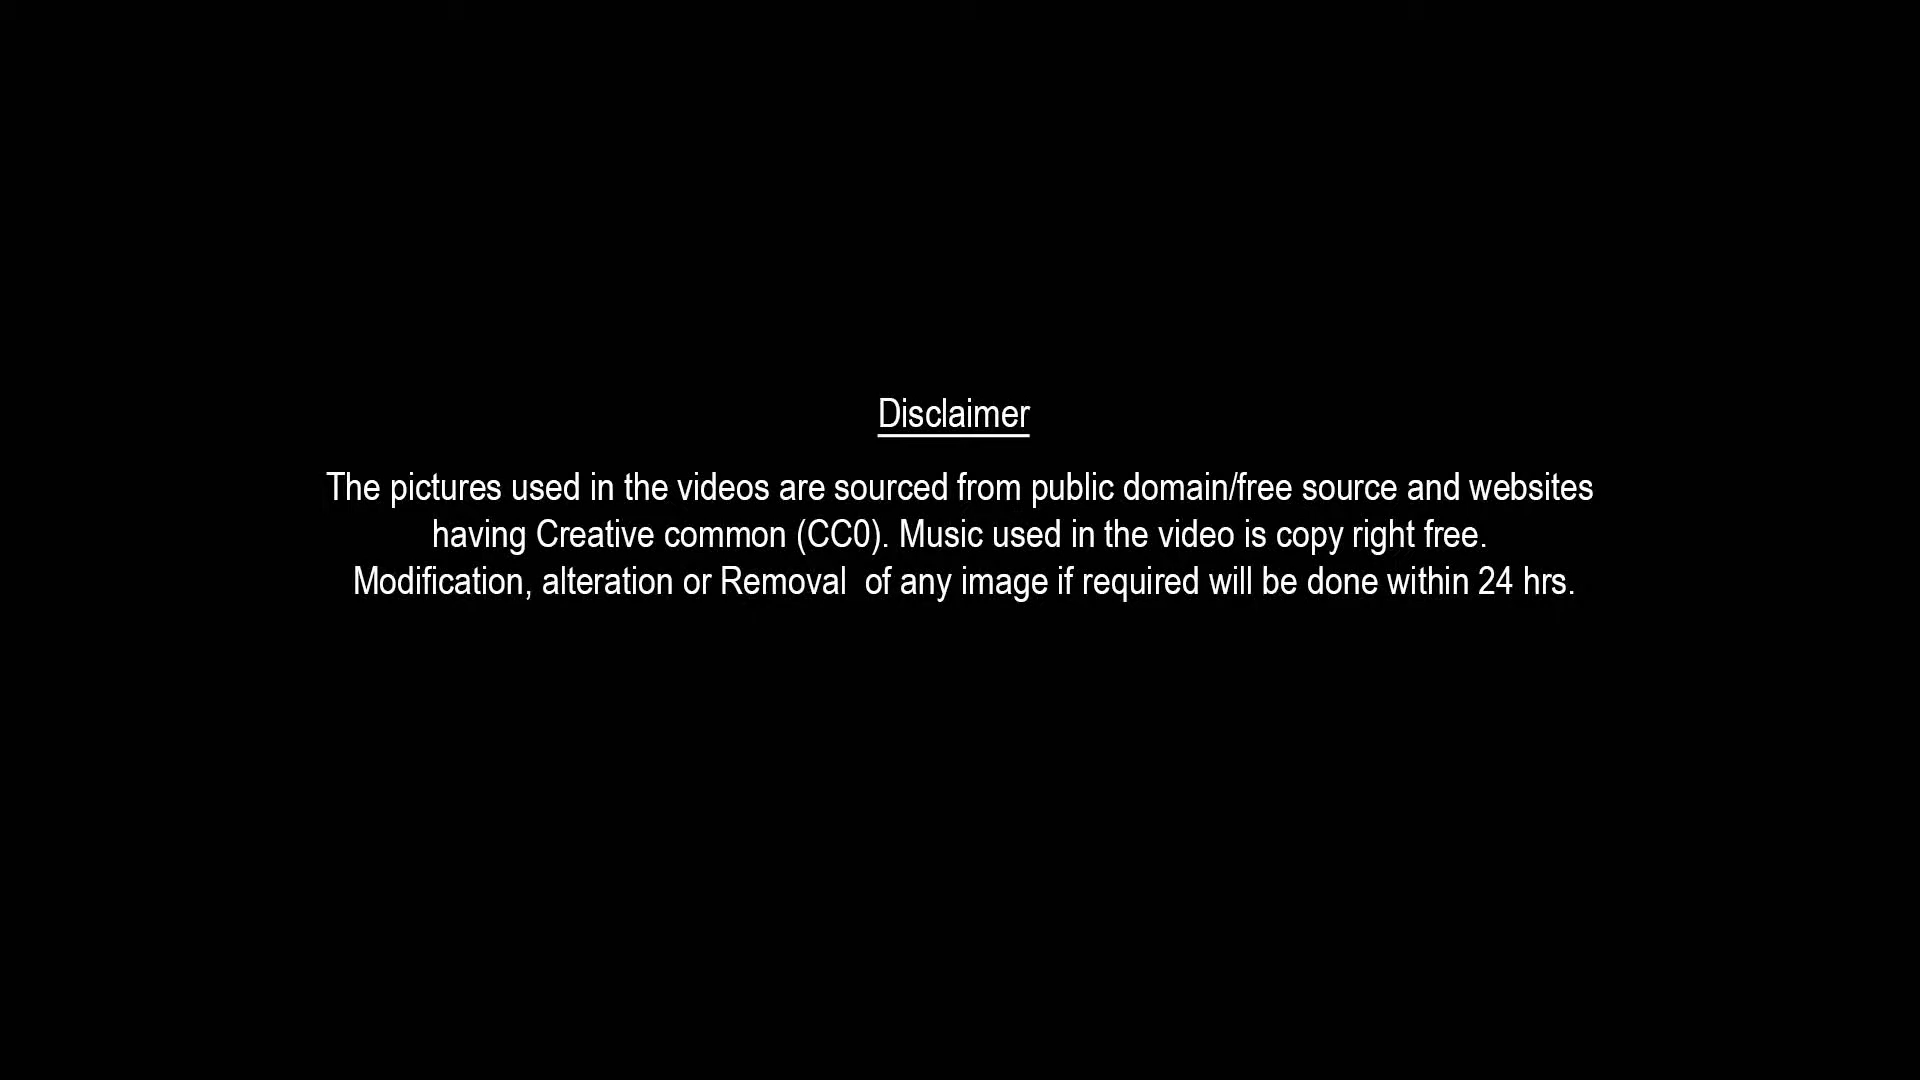 Disclaimer
The pictures used in the videos are sourced from public domain/free source and websites
having Creative common (CC0). Music used in the video is copy right free.
Modification, alteration or Removal  of any image if required will be done within 24 hrs.